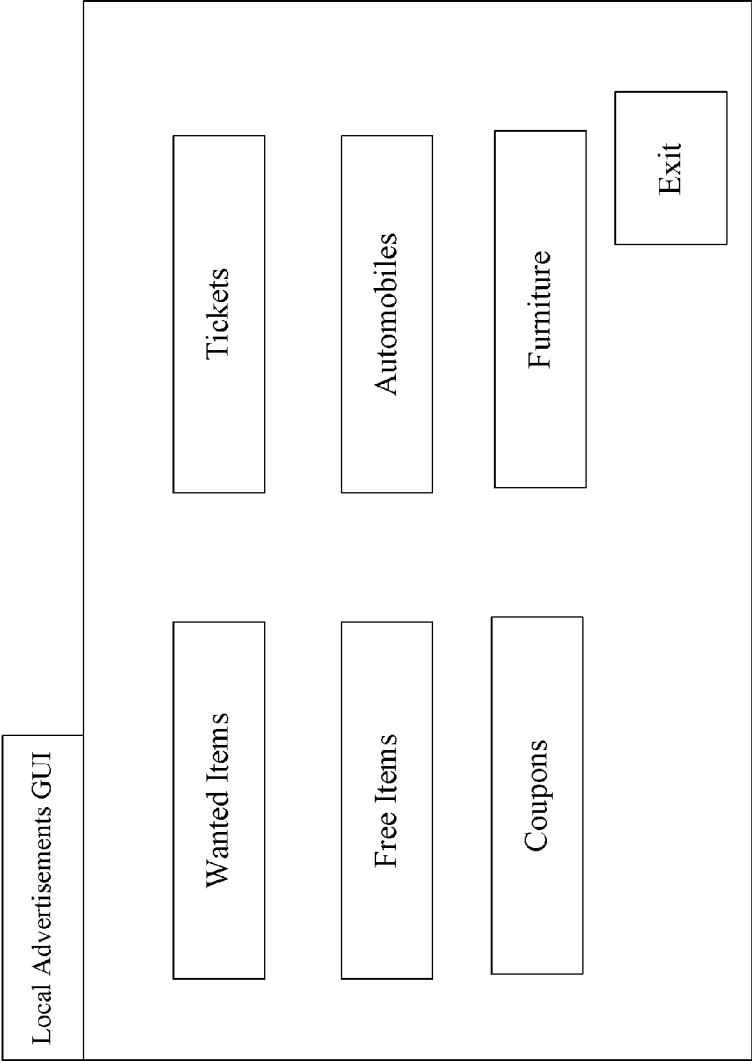 Local Advertisements GUI
Wanted Items
Tickets
Free Items
Automobiles
Coupons
Furniture
Exit